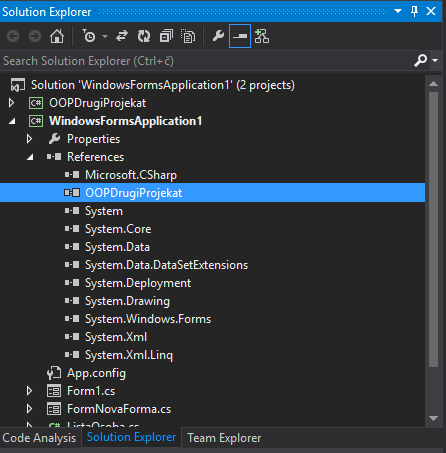 Solution Explorer
Search Solution Explorer (Ctrl+č)
Solution 'WindowsFormsApplication1' (2 projects)
C# OOPDrugiProjekat
C# WindowsFormsApplication1
Properties
References
Microsoft.CSharp
OOPDrugiProjekat
System
System.Core
System.Data
System.Data.DataSetExtensions
System.Deployment
System.Drawing
System.Windows.Forms
System.Xml
System.Xml.Linq
App.config
Form1.cs
FormNovaForma.cs
ListaOsoba.cs
Code Analysis Solution Explorer Team Explorer